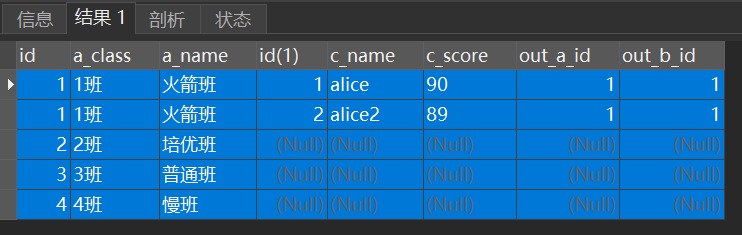 信息 结果 1 剖析 状态
id a_class a_name id(1) c_name c_score out_a_id out_b_id
1 1班 火箭班 1 alice 90 1 1
1 1班 火箭班 2 alice2 89 1 1
2 2班 培优班 (Null) (Null) (Null) (Null) (Null)
3 3班 普通班 (Null) (Null) (Null) (Null) (Null)
4 4班 慢班 (Null) (Null) (Null) (Null) (Null)